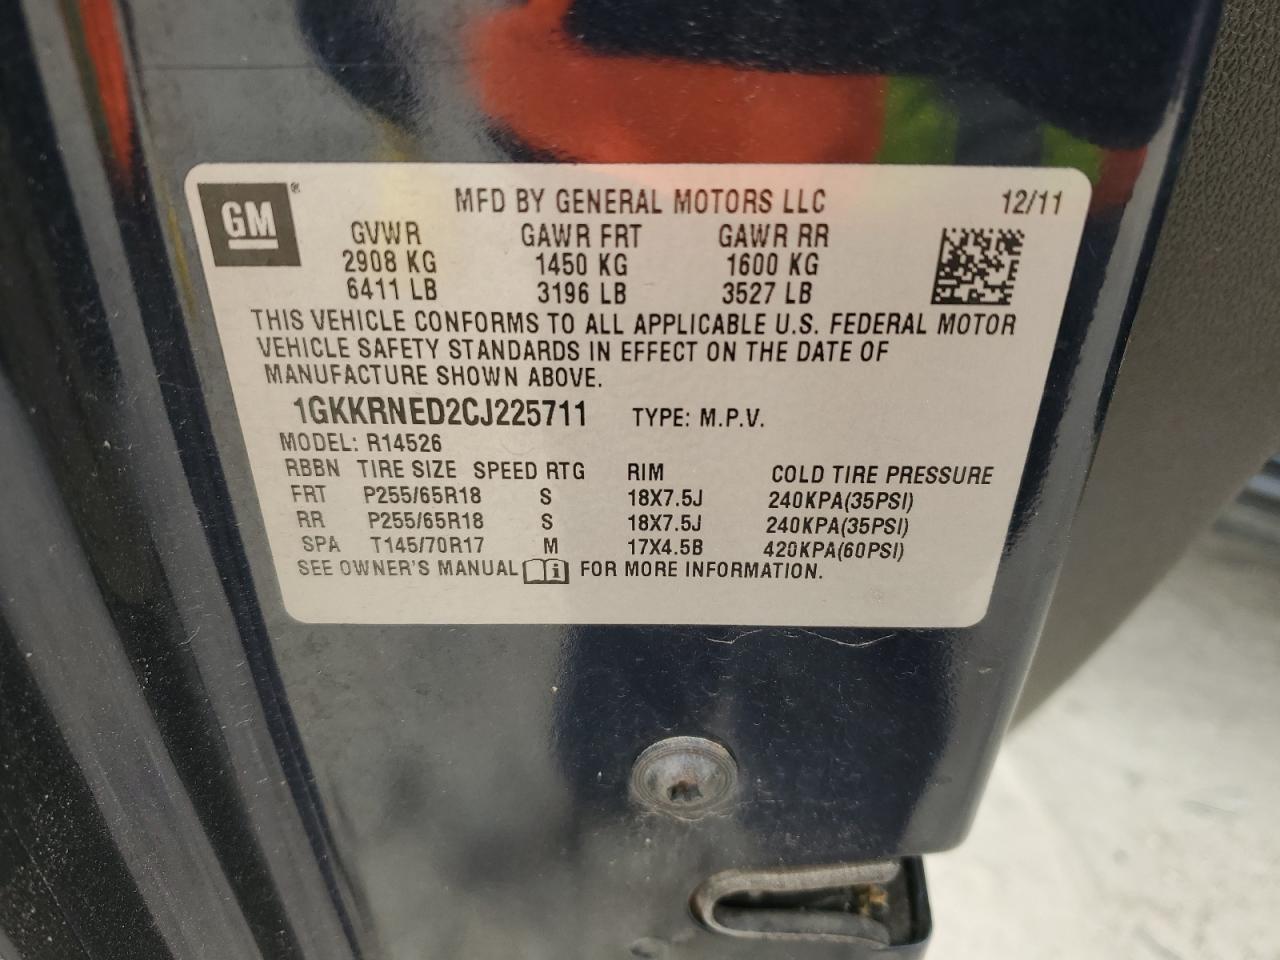 GM® MFD BY GENERAL MOTORS LLC 12/11
GVWR GAWR FRT GAWR RR
2908 KG 1450 KG 1600 KG
6411 LB 3196 LB 3527 LB
THIS VEHICLE CONFORMS TO ALL APPLICABLE U.S. FEDERAL MOTOR
VEHICLE SAFETY STANDARDS IN EFFECT ON THE DATE OF
MANUFACTURE SHOWN ABOVE.
1GKKRNED2CJ225711 TYPE: M.P.V.
MODEL: R14526
RBBN TIRE SIZE SPEED RTG RIM COLD TIRE PRESSURE
FRT P255/65R18 S 18X7.5J 240KPA(35PSI)
RR P255/65R18 S 18X7.5J 240KPA(35PSI)
SPA T145/70R17 M 17X4.5B 420KPA(60PSI)
SEE OWNER'S MANUAL FOR MORE INFORMATION.